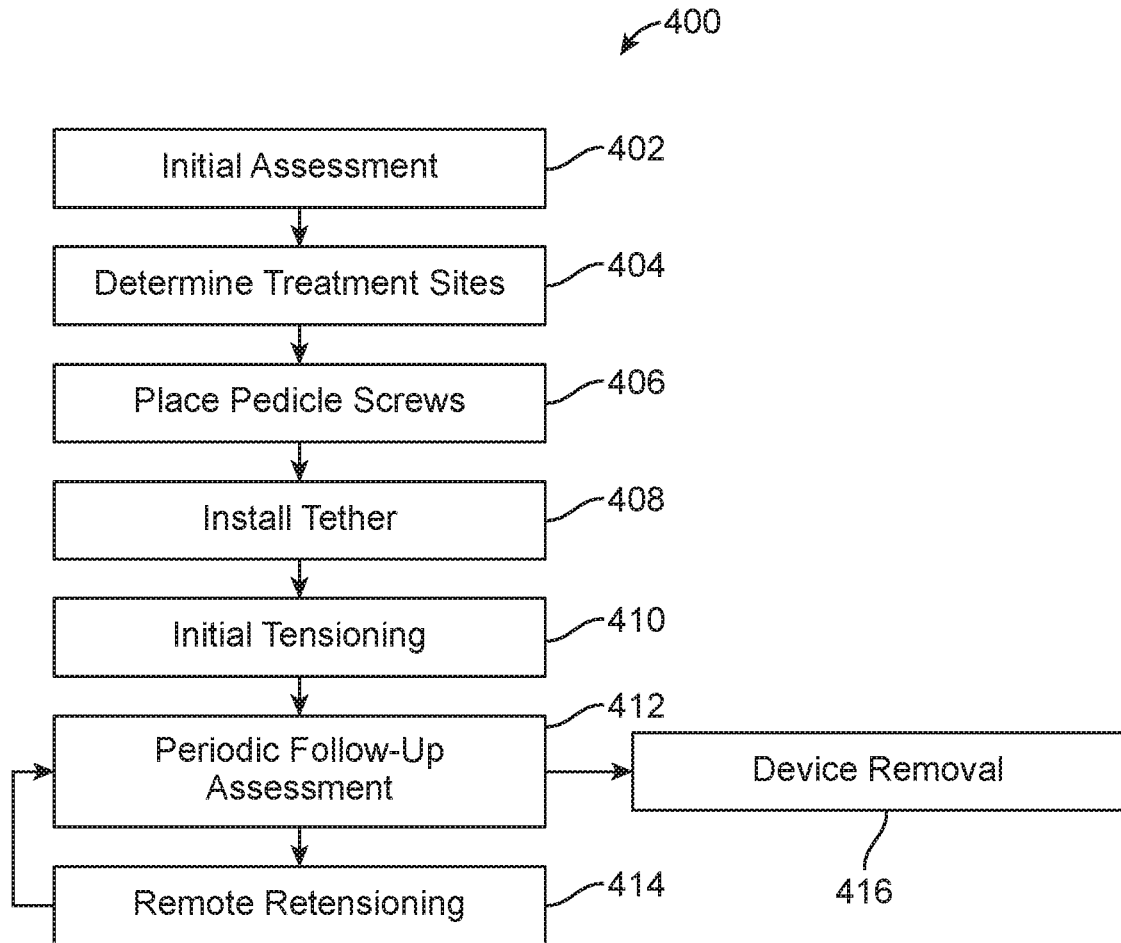 400
Initial Assessment
402
Determine Treatment Sites
404
Place Pedicle Screws
406
Install Tether
408
Initial Tensioning
410
Periodic Follow-Up
Assessment
412
Device Removal
416
Remote Retensioning
414